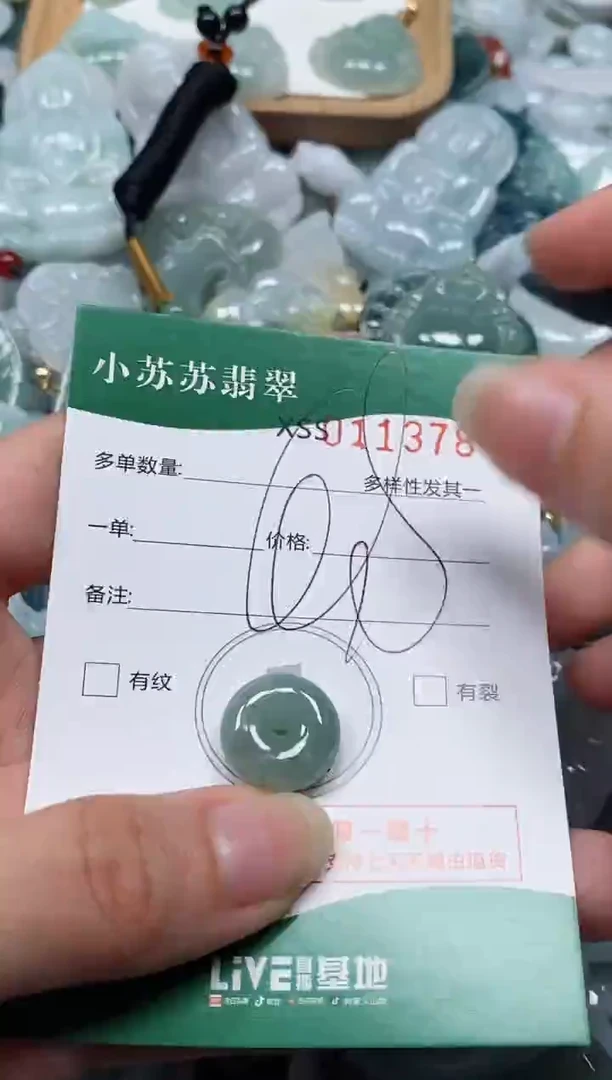 小苏苏翡翠
XSS011378
多单数量:
多样性发其一
一单: 价格:
备注:
有纹
有裂
LiVE 基地